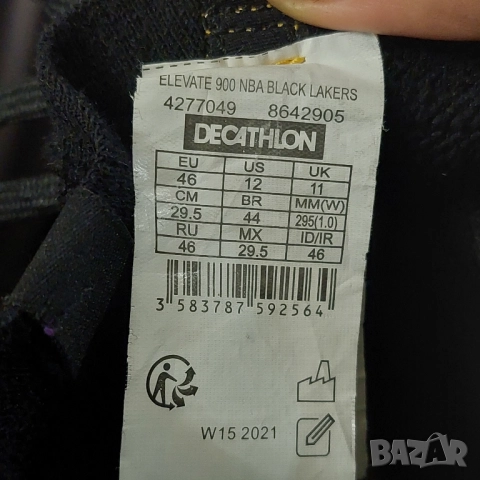 ELEVATE 900 NBA BLACK LAKERS
4277049 8642905
DECATHLON
EU US UK
46 12 11
CM BR MM(W)
29.5 44 295(1.0)
RU MX ID/IR
46 29.5 46
3 583787 592564
W15 2021
BAZAR